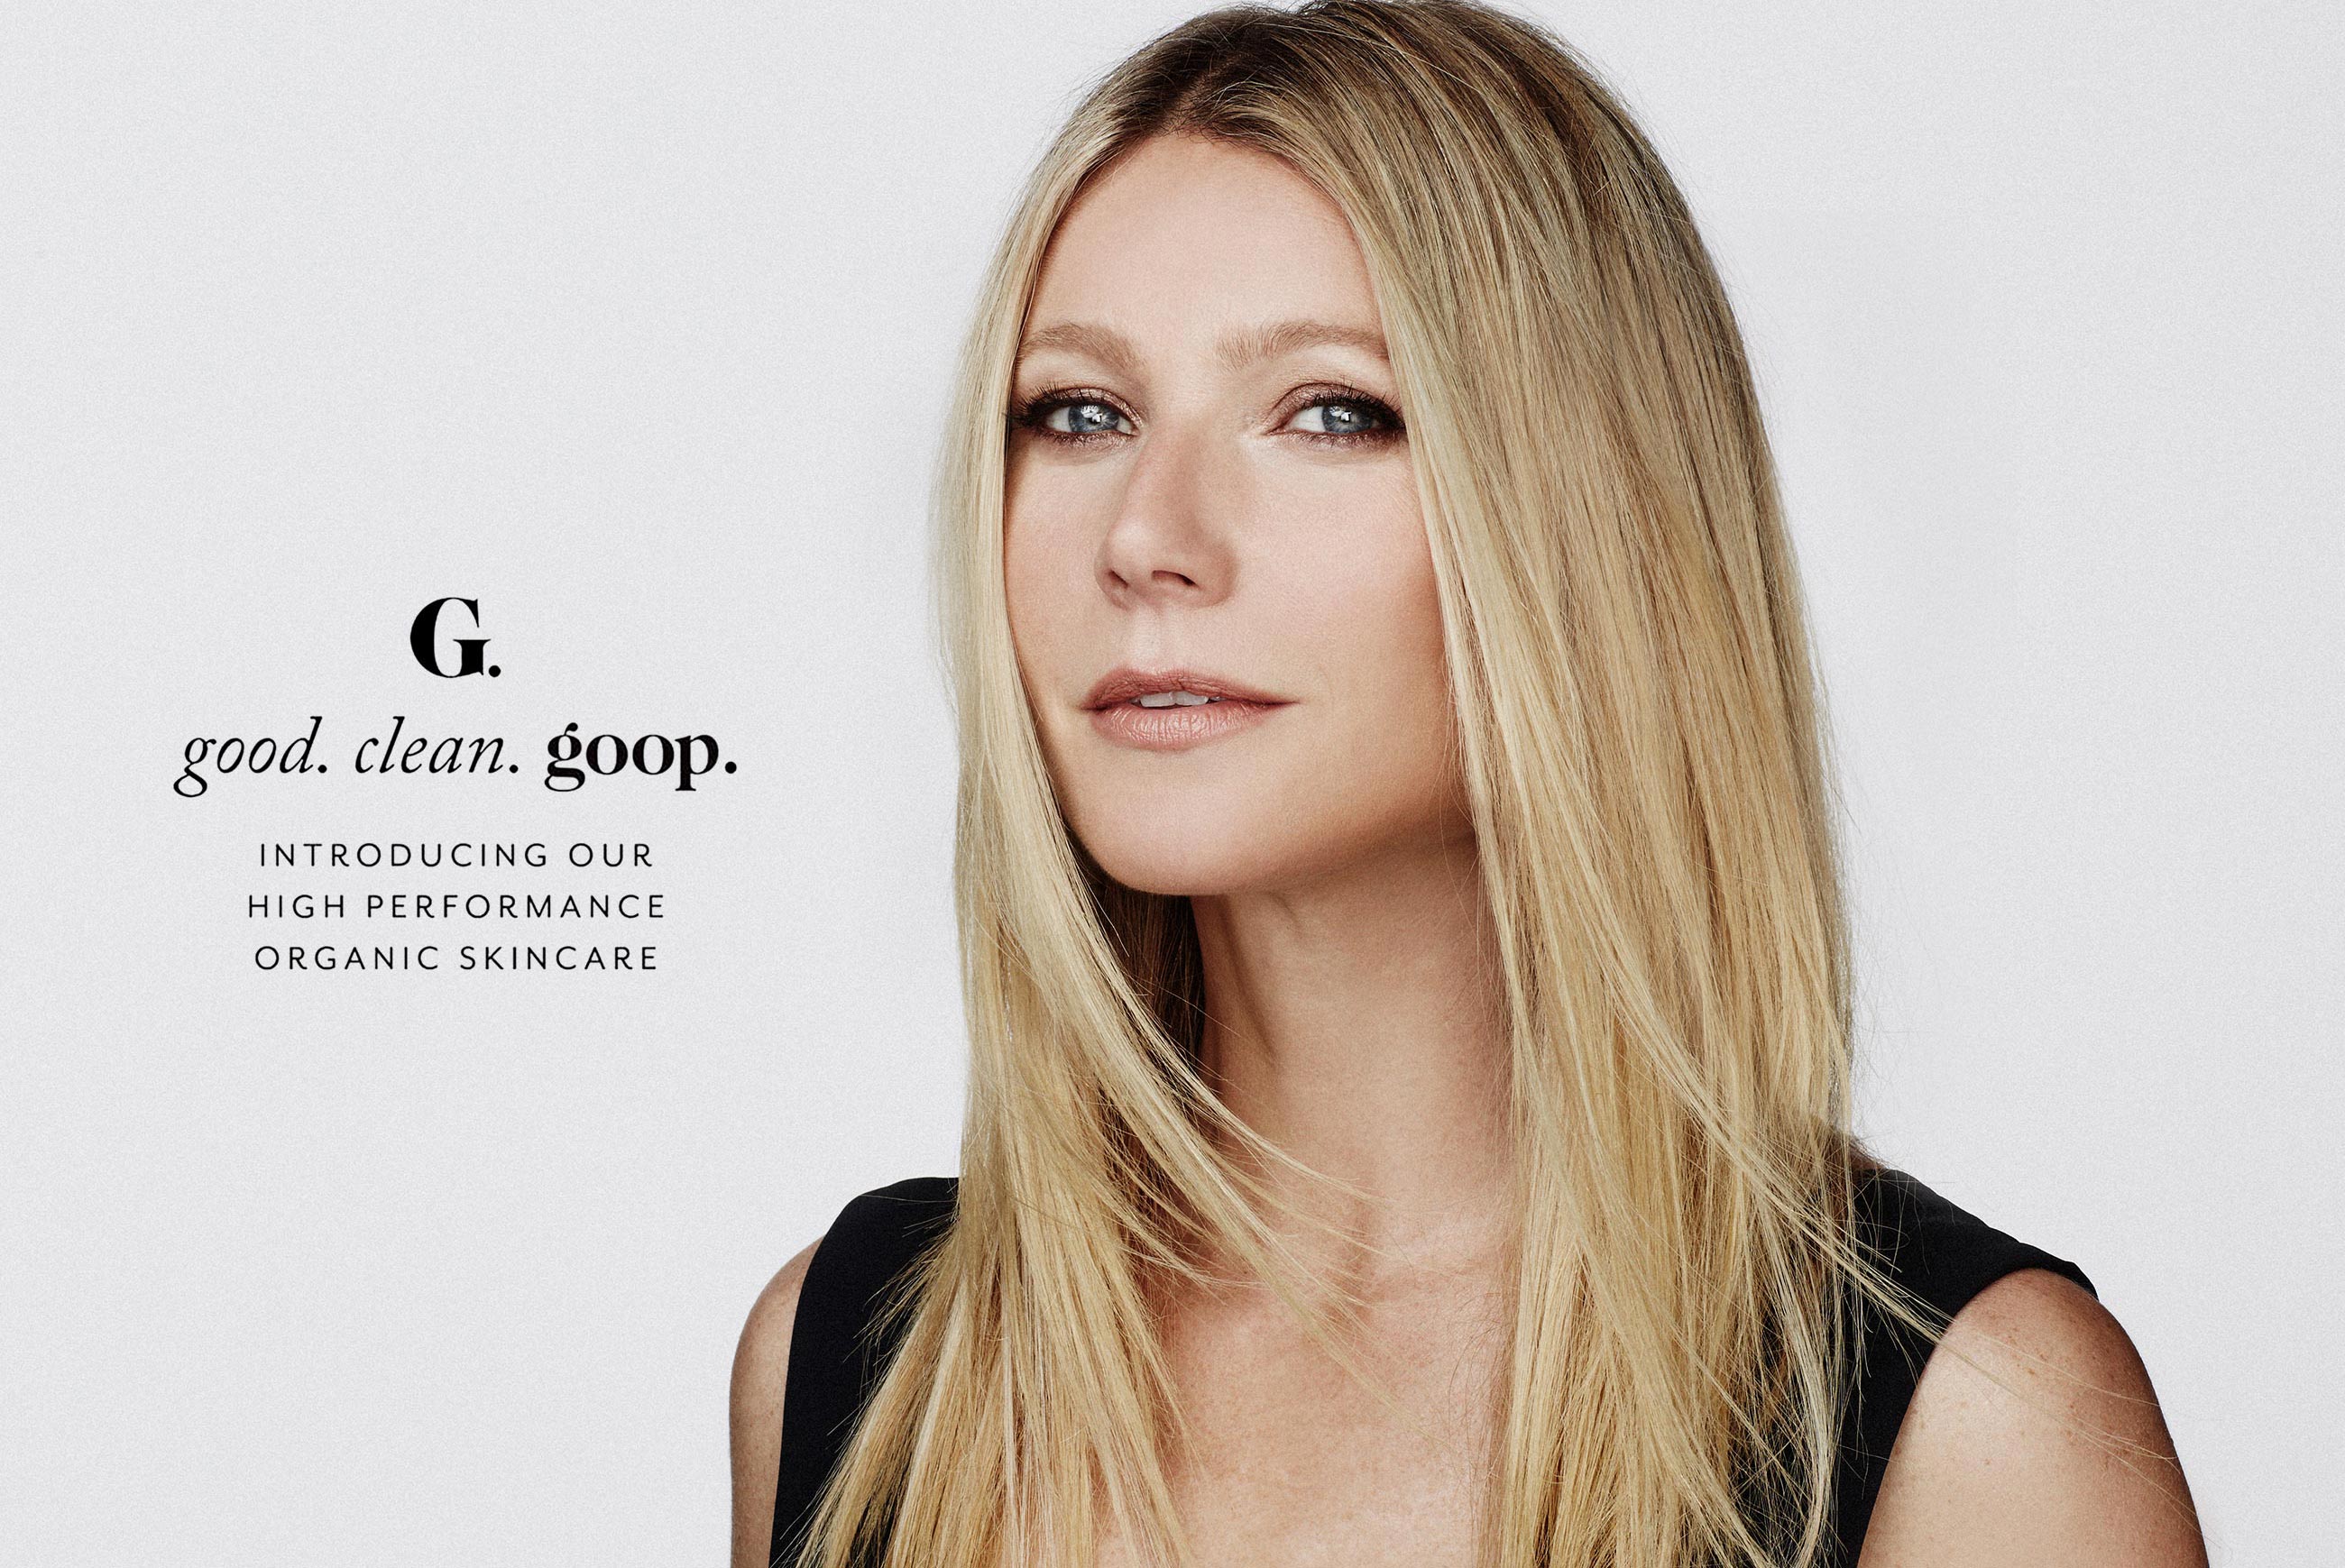 G.
good. clean. goop.
INTRODUCING OUR
HIGH PERFORMANCE
ORGANIC SKINCARE